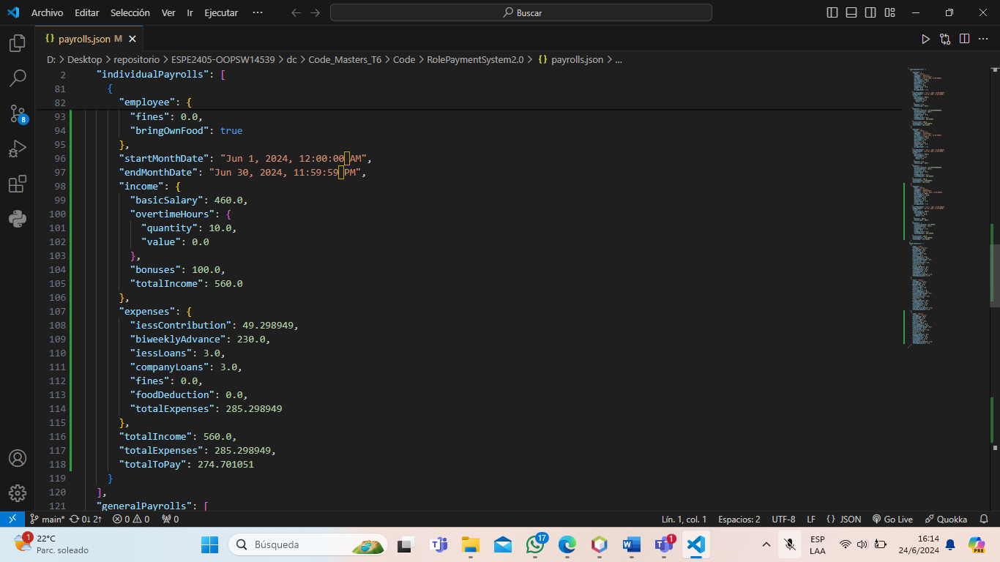 Archivo Editar Selección Ver Ir Ejecutar ··· Buscar
payrolls.json M
D: > Desktop > repositorio > ESPE2405-OOPSW14539 > dc > Code_Masters_T6 > Code > RolePaymentSystem2.0 > {} payrolls.json > ...
2 "individualPayrolls": [
81 {
82 "employee": {
93 "fines": 0.0,
94 "bringOwnFood": true
95 },
96 "startMonthDate": "Jun 1, 2024, 12:00:00 AM",
97 "endMonthDate": "Jun 30, 2024, 11:59:59 PM",
98 "income": {
99 "basicSalary": 460.0,
100 "overtimeHours": {
101 "quantity": 10.0,
102 "value": 0.0
103 },
104 "bonuses": 100.0,
105 "totalIncome": 560.0
106 },
107 "expenses": {
108 "iessContribution": 49.298949,
109 "biweeklyAdvance": 230.0,
110 "iessLoans": 3.0,
111 "companyLoans": 3.0,
112 "fines": 0.0,
113 "foodDeduction": 0.0,
114 "totalExpenses": 285.298949
115 },
116 "totalIncome": 560.0,
117 "totalExpenses": 285.298949,
118 "totalToPay": 274.701051
119 }
120 ],
121 "generalPayrolls": [
8
main* 0↓ 2↑ 0 0 0 Lín. 1, col. 1 Espacios: 2 UTF-8 LF {} JSON Go Live Quokka
1 22°C Parc. soleado
Búsqueda 17 1
ESP LAA
16:14 24/6/2024
PRE